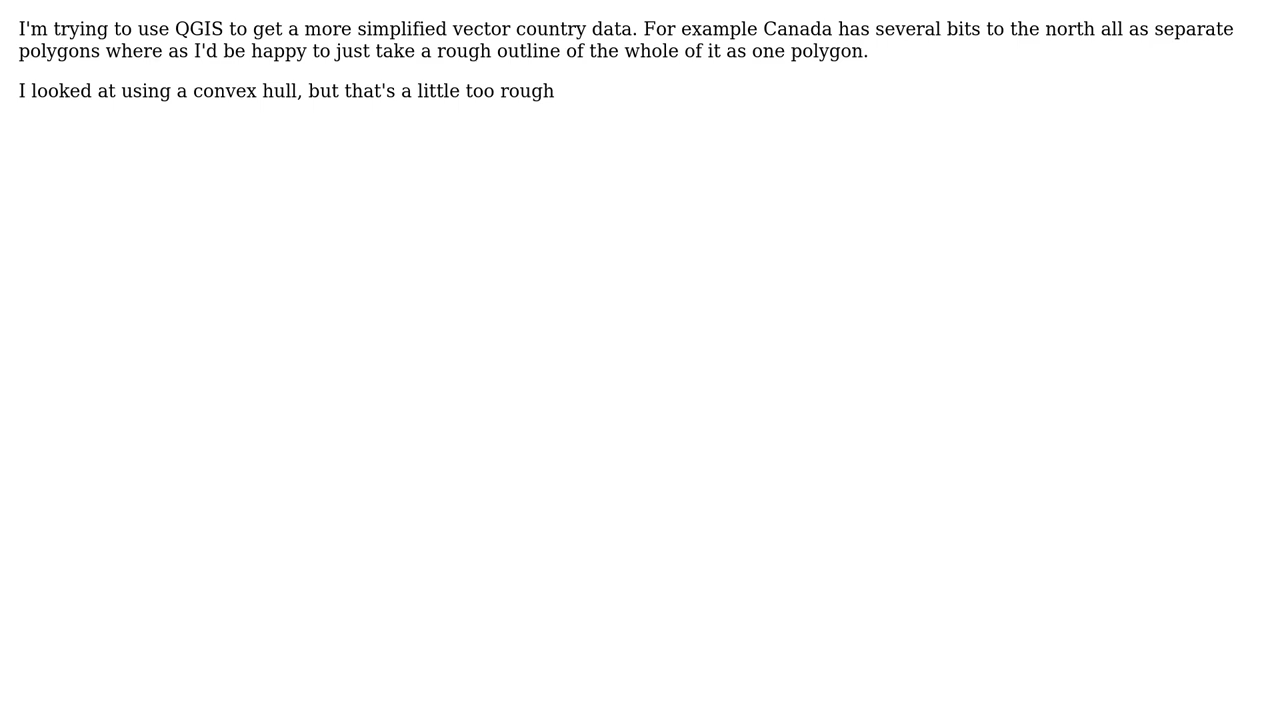 I'm trying to use QGIS to get a more simplified vector country data. For example Canada has several bits to the north all as separate
polygons where as I'd be happy to just take a rough outline of the whole of it as one polygon.
I looked at using a convex hull, but that's a little too rough